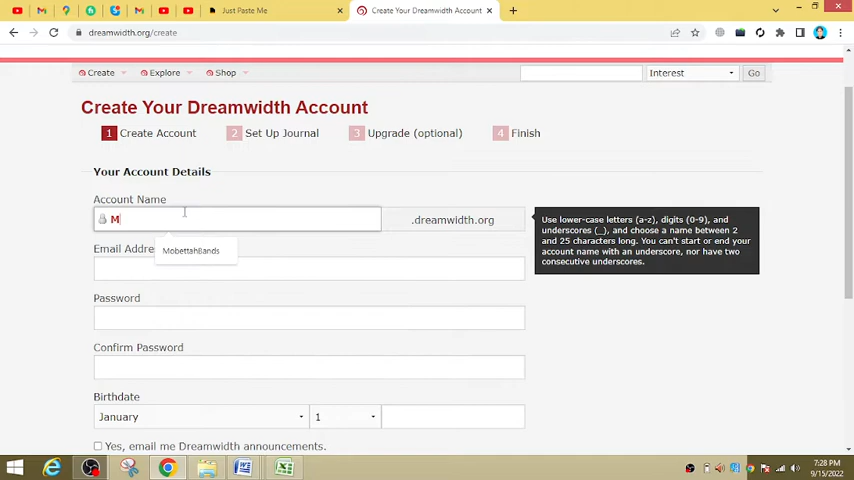 Just Paste Me
Create Your Dreamwidth Account
dreamwidth.org/create
Create
Explore
Shop
Interest
Go
Create Your Dreamwidth Account
1 Create Account
2 Set Up Journal
3 Upgrade (optional)
4 Finish
Your Account Details
Account Name
M
.dreamwidth.org
Use lower-case letters (a-z), digits (0-9), and
underscores (_), and choose a name between 2
and 25 characters long. You can't start or end your
account name with an underscore, nor have two
consecutive underscores.
MobettahBands
Email Addre
Password
Confirm Password
Birthdate
January
1
Yes, email me Dreamwidth announcements.
7:28 PM
9/15/2022